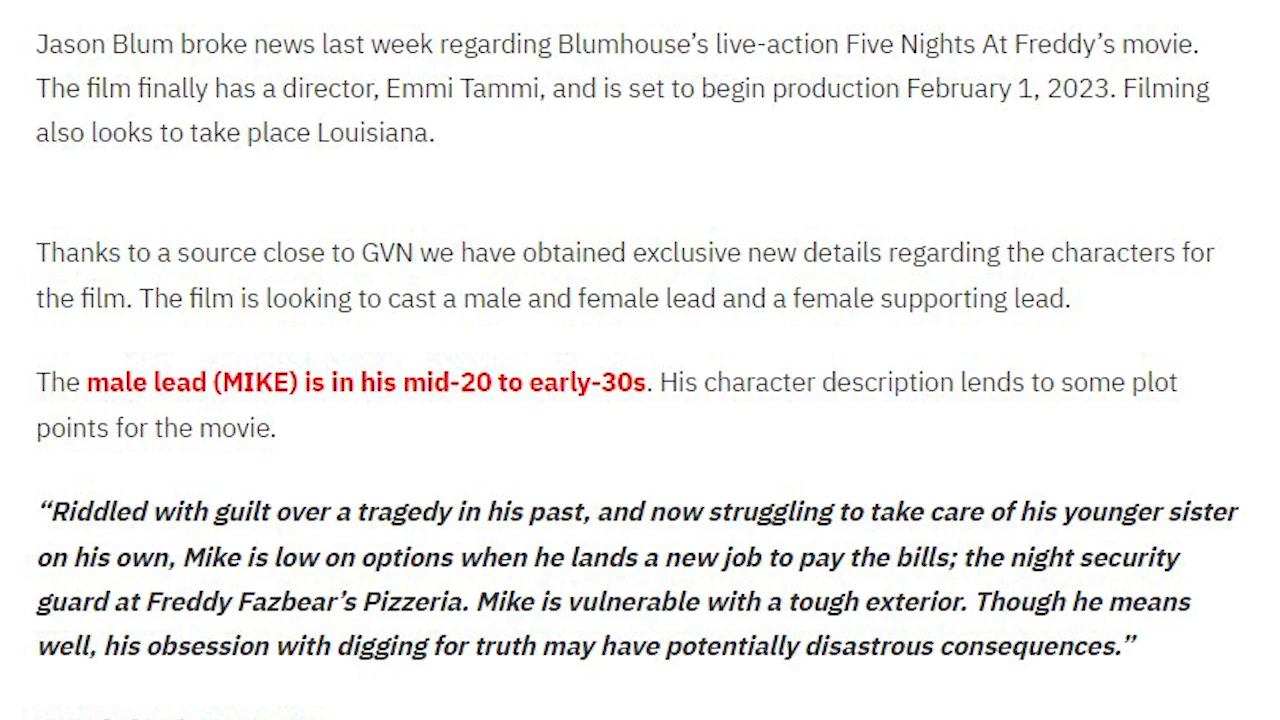 Jason Blum broke news last week regarding Blumhouse’s live-action Five Nights At Freddy’s movie.
The film finally has a director, Emmi Tammi, and is set to begin production February 1, 2023. Filming
also looks to take place Louisiana.
Thanks to a source close to GVN we have obtained exclusive new details regarding the characters for
the film. The film is looking to cast a male and female lead and a female supporting lead.
The male lead (MIKE) is in his mid-20 to early-30s. His character description lends to some plot
points for the movie.
“Riddled with guilt over a tragedy in his past, and now struggling to take care of his younger sister
on his own, Mike is low on options when he lands a new job to pay the bills; the night security
guard at Freddy Fazbear’s Pizzeria. Mike is vulnerable with a tough exterior. Though he means
well, his obsession with digging for truth may have potentially disastrous consequences.”